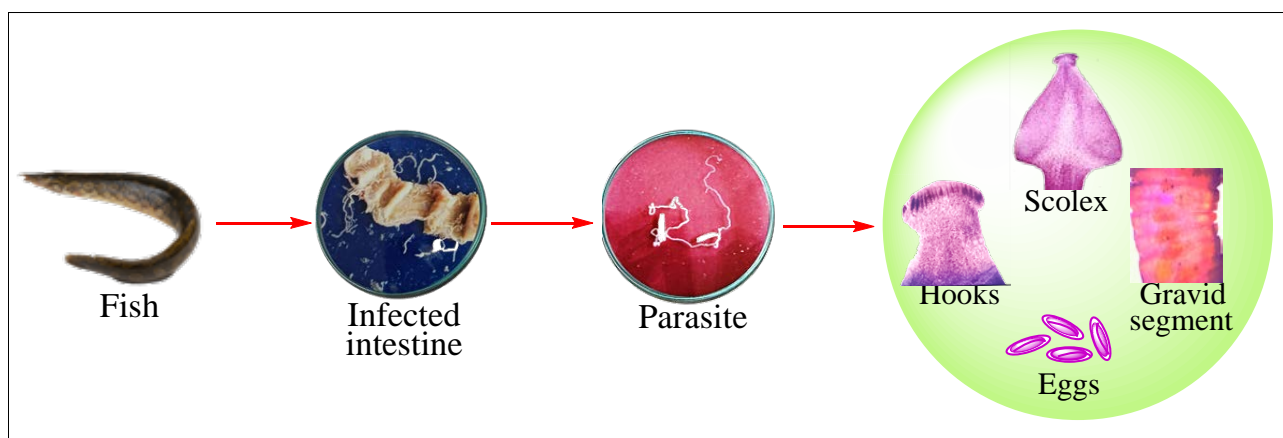 Fish
Infected
intestine
Parasite
Scolex
Hooks
Gravid
segment
Eggs